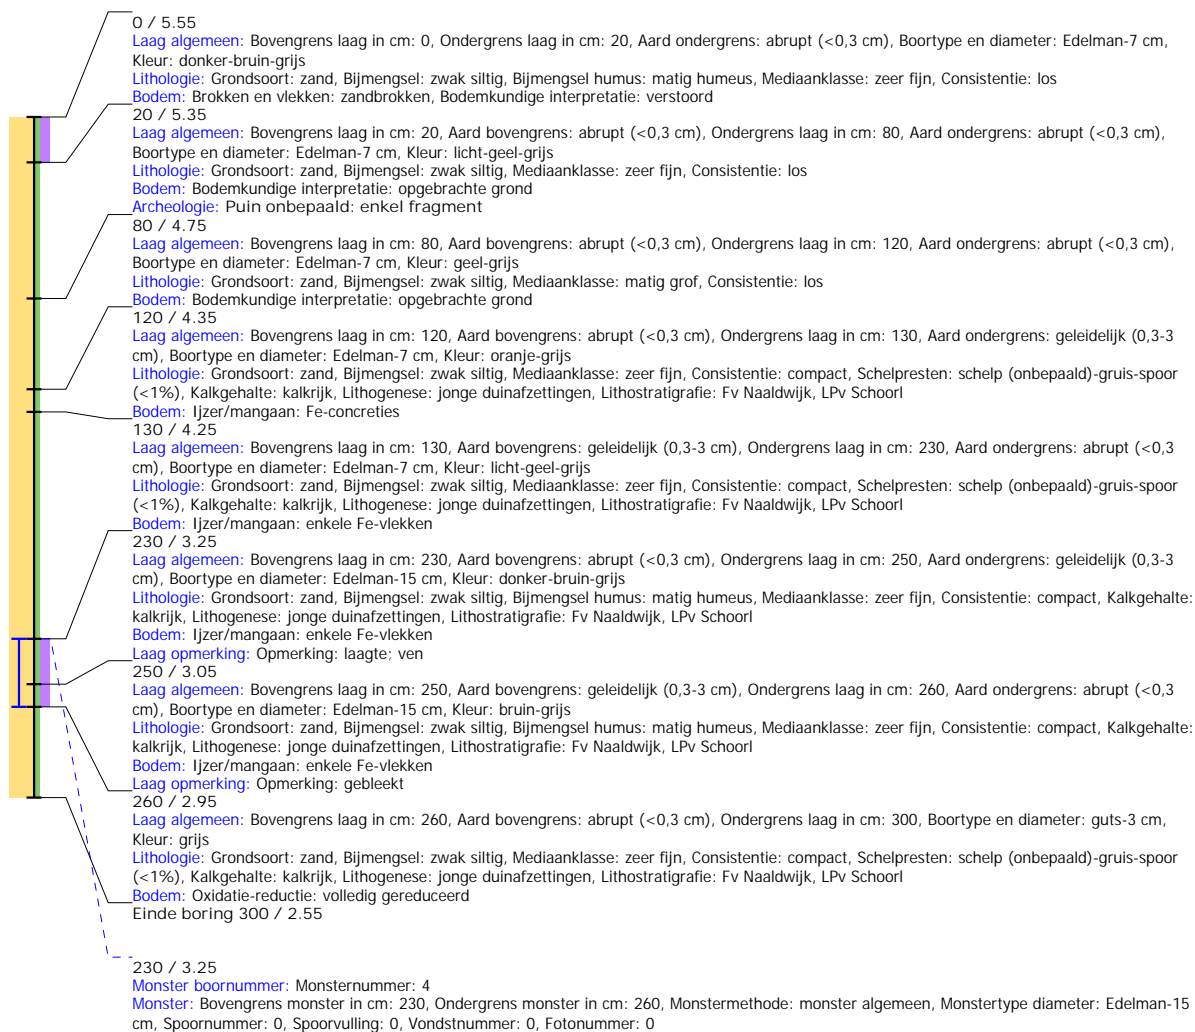 0 / 5.55
Laag algemeen: Bovengrens laag in cm: 0, Ondergrens laag in cm: 20, Aard ondergrens: abrupt (<0,3 cm), Boortype en diameter: Edelman-7 cm,
Kleur: donker-bruin-grijs
Lithologie: Grondsoort: zand, Bijmengsel: zwak siltig, Bijmengsel humus: matig humeus, Mediaanklasse: zeer fijn, Consistentie: los
Bodem: Brokken en vlekken: zandbrokken, Bodemkundige interpretatie: verstoord
20 / 5.35
Laag algemeen: Bovengrens laag in cm: 20, Aard bovengrens: abrupt (<0,3 cm), Ondergrens laag in cm: 80, Aard ondergrens: abrupt (<0,3 cm),
Boortype en diameter: Edelman-7 cm, Kleur: licht-geel-grijs
Lithologie: Grondsoort: zand, Bijmengsel: zwak siltig, Mediaanklasse: zeer fijn, Consistentie: los
Bodem: Bodemkundige interpretatie: opgebrachte grond
Archeologie: Puin onbepaald: enkel fragment
80 / 4.75
Laag algemeen: Bovengrens laag in cm: 80, Aard bovengrens: abrupt (<0,3 cm), Ondergrens laag in cm: 120, Aard ondergrens: abrupt (<0,3 cm),
Boortype en diameter: Edelman-7 cm, Kleur: geel-grijs
Lithologie: Grondsoort: zand, Bijmengsel: zwak siltig, Mediaanklasse: matig grof, Consistentie: los
Bodem: Bodemkundige interpretatie: opgebrachte grond
120 / 4.35
Laag algemeen: Bovengrens laag in cm: 120, Aard bovengrens: abrupt (<0,3 cm), Ondergrens laag in cm: 130, Aard ondergrens: geleidelijk (0,3-3
cm), Boortype en diameter: Edelman-7 cm, Kleur: oranje-grijs
Lithologie: Grondsoort: zand, Bijmengsel: zwak siltig, Mediaanklasse: zeer fijn, Consistentie: compact, Schelpresten: schelp (onbepaald)-gruis-spoor
(<1%), Kalkgehalte: kalkrijk, Lithogenese: jonge duinafzettingen, Lithostratigrafie: Fv Naaldwijk, LPv Schoorl
Bodem: Ijzer/mangaan: Fe-concreties
130 / 4.25
Laag algemeen: Bovengrens laag in cm: 130, Aard bovengrens: geleidelijk (0,3-3 cm), Ondergrens laag in cm: 230, Aard ondergrens: abrupt (<0,3
cm), Boortype en diameter: Edelman-7 cm, Kleur: licht-geel-grijs
Lithologie: Grondsoort: zand, Bijmengsel: zwak siltig, Mediaanklasse: zeer fijn, Consistentie: compact, Schelpresten: schelp (onbepaald)-gruis-spoor
(<1%), Kalkgehalte: kalkrijk, Lithogenese: jonge duinafzettingen, Lithostratigrafie: Fv Naaldwijk, LPv Schoorl
Bodem: Ijzer/mangaan: enkele Fe-vlekken
230 / 3.25
Laag algemeen: Bovengrens laag in cm: 230, Aard bovengrens: abrupt (<0,3 cm), Ondergrens laag in cm: 250, Aard ondergrens: geleidelijk (0,3-3
cm), Boortype en diameter: Edelman-15 cm, Kleur: donker-bruin-grijs
Lithologie: Grondsoort: zand, Bijmengsel: zwak siltig, Bijmengsel humus: matig humeus, Mediaanklasse: zeer fijn, Consistentie: compact, Kalkgehalte:
kalkrijk, Lithogenese: jonge duinafzettingen, Lithostratigrafie: Fv Naaldwijk, LPv Schoorl
Bodem: Ijzer/mangaan: enkele Fe-vlekken
Laag opmerking: Opmerking: laagte; ven
250 / 3.05
Laag algemeen: Bovengrens laag in cm: 250, Aard bovengrens: geleidelijk (0,3-3 cm), Ondergrens laag in cm: 260, Aard ondergrens: abrupt (<0,3
cm), Boortype en diameter: Edelman-15 cm, Kleur: bruin-grijs
Lithologie: Grondsoort: zand, Bijmengsel: zwak siltig, Bijmengsel humus: matig humeus, Mediaanklasse: zeer fijn, Consistentie: compact, Kalkgehalte:
kalkrijk, Lithogenese: jonge duinafzettingen, Lithostratigrafie: Fv Naaldwijk, LPv Schoorl
Bodem: Ijzer/mangaan: enkele Fe-vlekken
Laag opmerking: Opmerking: gebleekt
260 / 2.95
Laag algemeen: Bovengrens laag in cm: 260, Aard bovengrens: abrupt (<0,3 cm), Ondergrens laag in cm: 300, Boortype en diameter: guts-3 cm,
Kleur: grijs
Lithologie: Grondsoort: zand, Bijmengsel: zwak siltig, Mediaanklasse: zeer fijn, Consistentie: compact, Schelpresten: schelp (onbepaald)-gruis-spoor
(<1%), Kalkgehalte: kalkrijk, Lithogenese: jonge duinafzettingen, Lithostratigrafie: Fv Naaldwijk, LPv Schoorl
Bodem: Oxidatie-reductie: volledig gereduceerd
Einde boring 300 / 2.55
230 / 3.25
Monster boornummer: Monsternummer: 4
Monster: Bovengrens monster in cm: 230, Ondergrens monster in cm: 260, Monstermethode: monster algemeen, Monstertype diameter: Edelman-15
cm, Spoornummer: 0, Spoorvulling: 0, Vondstnummer: 0, Fotonummer: 0